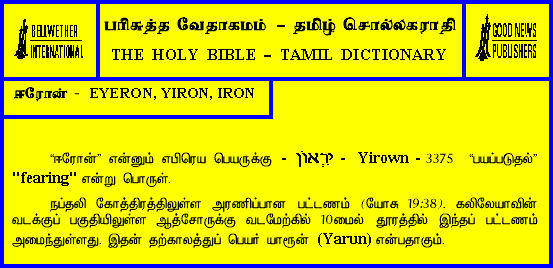 BELLWETHER
INTERNATIONAL
பரிசுத்த வேதாகமம் – தமிழ் சொல்லகராதி
THE HOLY BIBLE – TAMIL DICTIONARY
GOOD NEWS
PUBLISHERS
ஈரோன் - EYERON, YIRON, IRON
“ஈரோன்” என்னும் எபிரெய பெயருக்கு - יִרְאוֹן - Yirown - 3375 “பயப்படுதல்”
"fearing" என்று பொருள்.
நப்தலி கோத்திரத்திலுள்ள அரணிப்பான பட்டணம் (யோசு 19:38). கலிலேயாவின்
வடக்குப் பகுதியிலுள்ள ஆத்சோருக்கு வடமேற்கில் 10மைல் தூரத்தில் இந்தப் பட்டணம்
அமைந்துள்ளது. இதன் தற்காலத்துப் பெயர் யாரூன் (Yarun) என்பதாகும்.